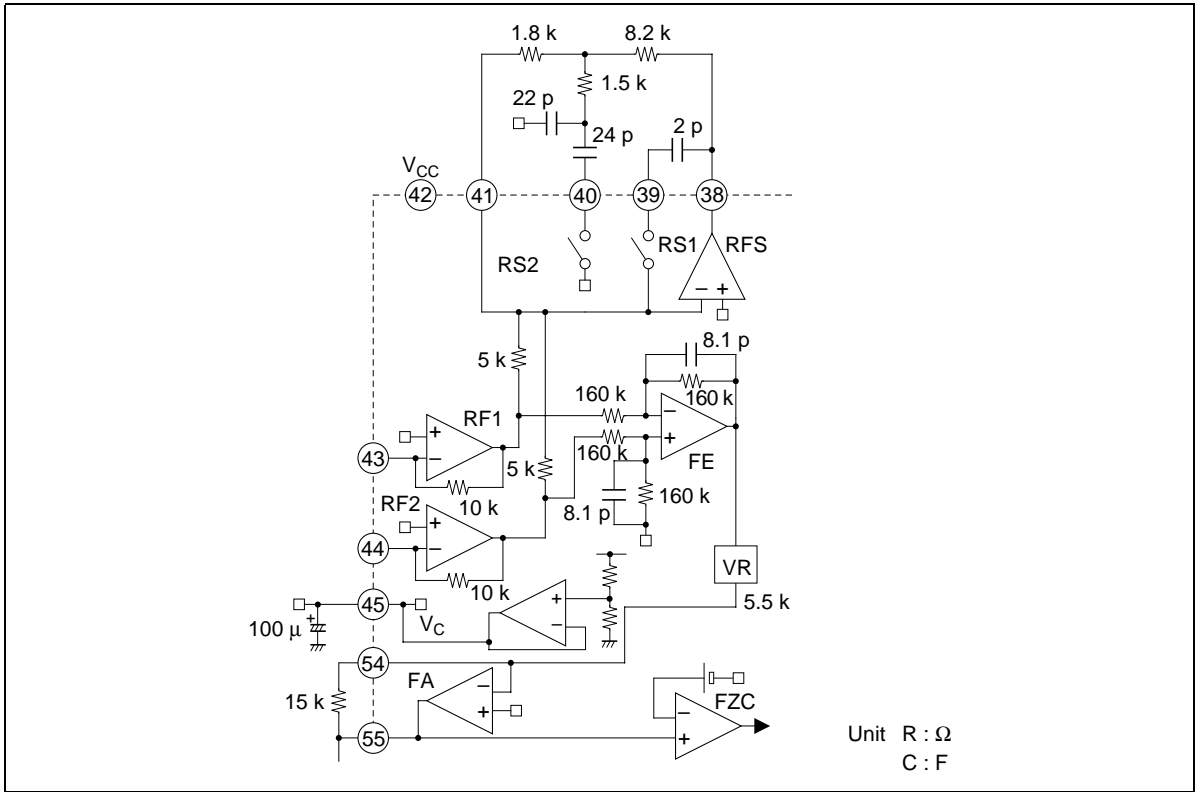 1.8 k 8.2 k
1.5 k
22 p
24 p
2 p
VCC
42 41 40 39 38
RS2
RS1 RFS
− +
5 k
8.1 p
160 k
160 k
RF1
+
−
43
10 k
−
+
160 k
FE
5 k
160 k
8.1 p
RF2
+
−
44
10 k
VR
5.5 k
45
VC
+
−
100 μ
+
54
FA
−
+
15 k
FZC
−
+
55
Unit R : Ω
C : F